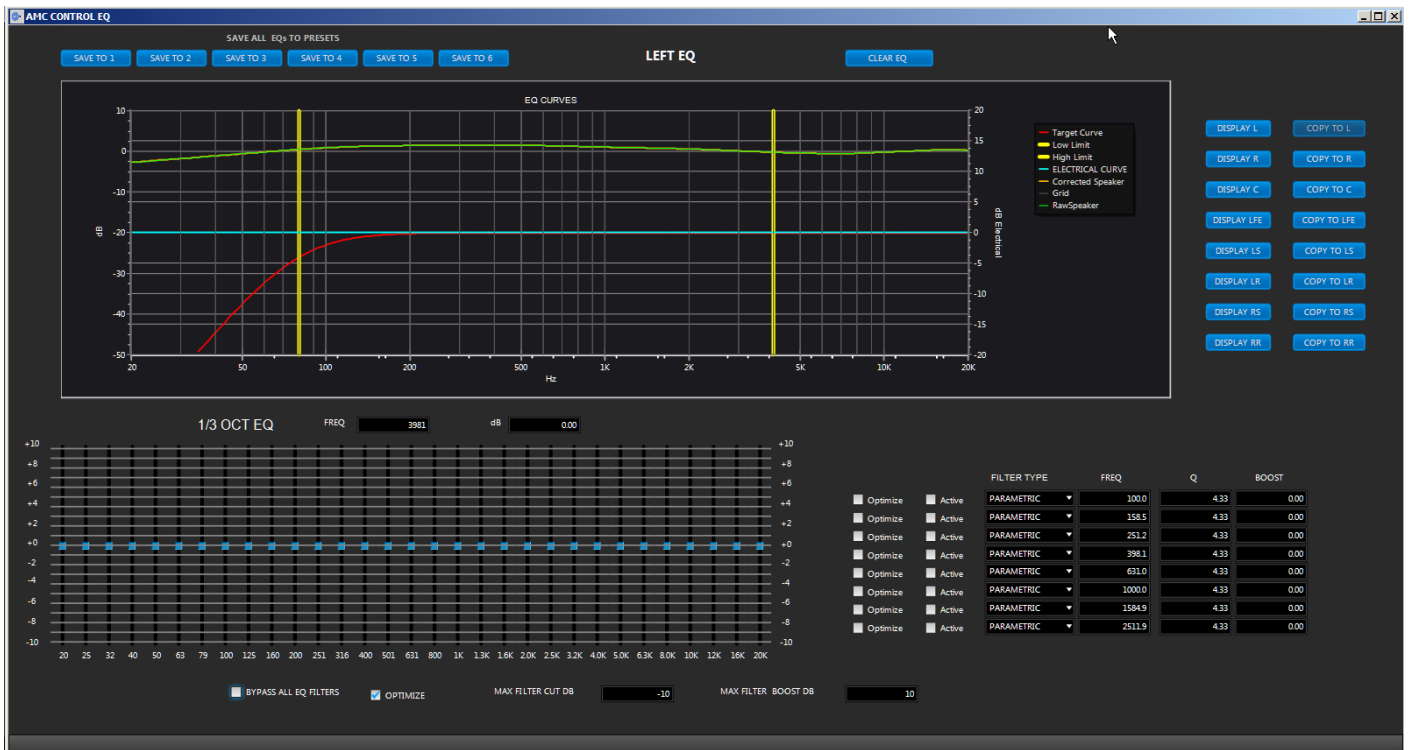 AMC CONTROL EQ
SAVE ALL EQs TO PRESETS
SAVE TO 1 SAVE TO 2 SAVE TO 3 SAVE TO 4 SAVE TO 5 SAVE TO 6 LEFT EQ CLEAR EQ
EQ CURVES
10
0
-10
-20
-30
-40
-50
dB
20
15
10
5
0
-5
-10
-15
-20
dB Electrical
20 50 100 200 500 1K 2K 5K 10K 20K
Hz
Target Curve
Low Limit
High Limit
ELECTRICAL CURVE
Corrected Speaker
Grid
RawSpeaker
DISPLAY L COPY TO L
DISPLAY R COPY TO R
DISPLAY C COPY TO C
DISPLAY LFE COPY TO LFE
DISPLAY LS COPY TO LS
DISPLAY LR COPY TO LR
DISPLAY RS COPY TO RS
DISPLAY RR COPY TO RR
1/3 OCT EQ FREQ 3981 dB 0.00
+10 +10
+8 +8
+6 +6
+4 +4
+2 +2
+0 +0
-2 -2
-4 -4
-6 -6
-8 -8
-10 -10
20 25 32 40 50 63 79 100 125 160 200 251 316 400 501 631 800 1K 1.3K 1.6K 2.0K 2.5K 3.2K 4.0K 5.0K 6.3K 8.0K 10K 12K 16K 20K
FILTER TYPE FREQ Q BOOST
Optimize Active PARAMETRIC 100.0 4.33 0.00
Optimize Active PARAMETRIC 158.5 4.33 0.00
Optimize Active PARAMETRIC 251.2 4.33 0.00
Optimize Active PARAMETRIC 398.1 4.33 0.00
Optimize Active PARAMETRIC 631.0 4.33 0.00
Optimize Active PARAMETRIC 1000.0 4.33 0.00
Optimize Active PARAMETRIC 1584.9 4.33 0.00
Optimize Active PARAMETRIC 2511.9 4.33 0.00
BYPASS ALL EQ FILTERS OPTIMIZE MAX FILTER CUT DB -10 MAX FILTER BOOST DB 10